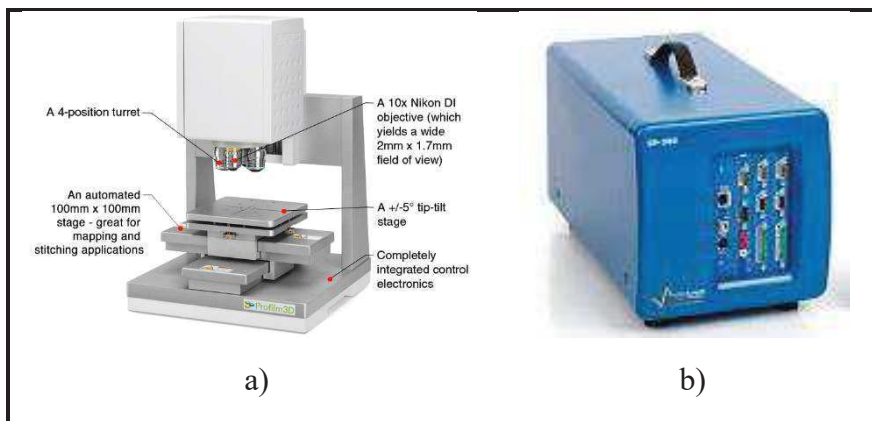 A 4-position turret
A 10x Nikon DI
objective (which
yields a wide
2mm x 1.7mm
field of view)
An automated
100mm x 100mm
stage - great for
mapping and
stitching applications
A +/-5° tip-tilt
stage
Completely
integrated control
electronics
Profilm3D
a)
b)